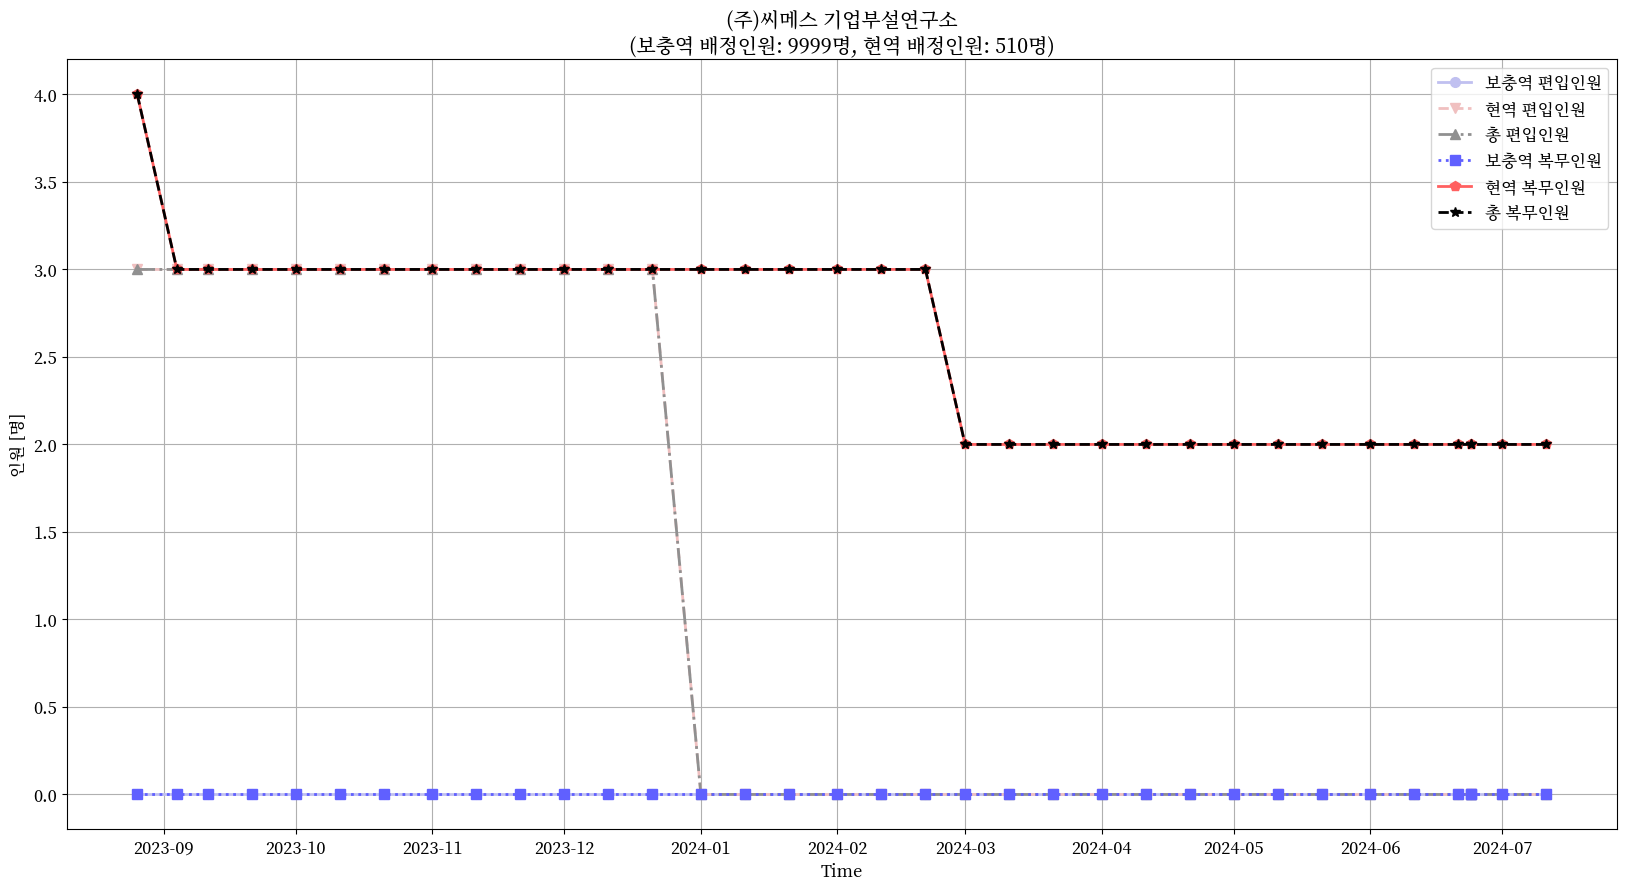 (주)씨메스 기업부설연구소
(보충역 배정인원: 9999명, 현역 배정인원: 510명)
보충역 편입인원
현역 편입인원
총 편입인원
보충역 복무인원
현역 복무인원
총 복무인원
4.0
3.5
3.0
2.5
2.0
1.5
1.0
0.5
0.0
인원 [명]
2023-09 2023-10 2023-11 2023-12 2024-01 2024-02 2024-03 2024-04 2024-05 2024-06 2024-07
Time